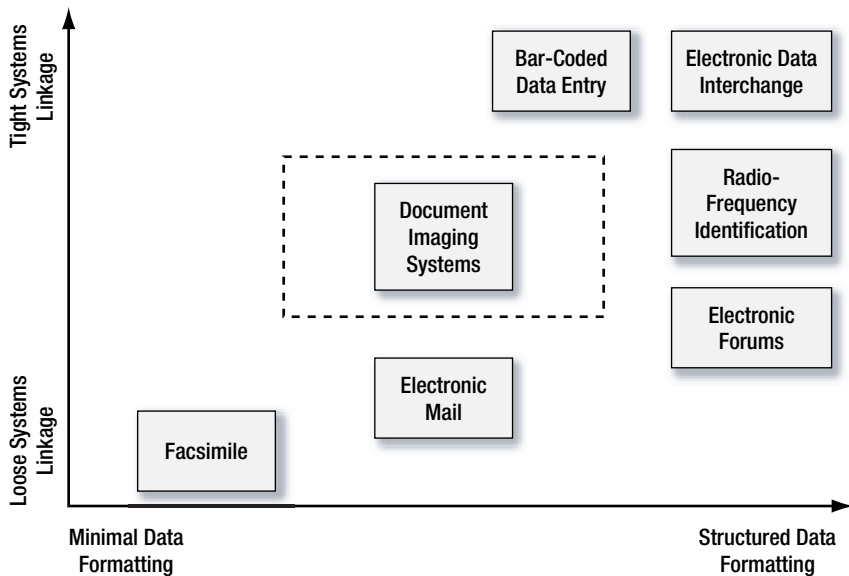 Tight Systems
Linkage
Bar-Coded
Data Entry
Electronic Data
Interchange
Document
Imaging
Systems
Radio-
Frequency
Identification
Electronic
Forums
Electronic
Mail
Loose Systems
Linkage
Facsimile
Minimal Data
Formatting
Structured Data
Formatting